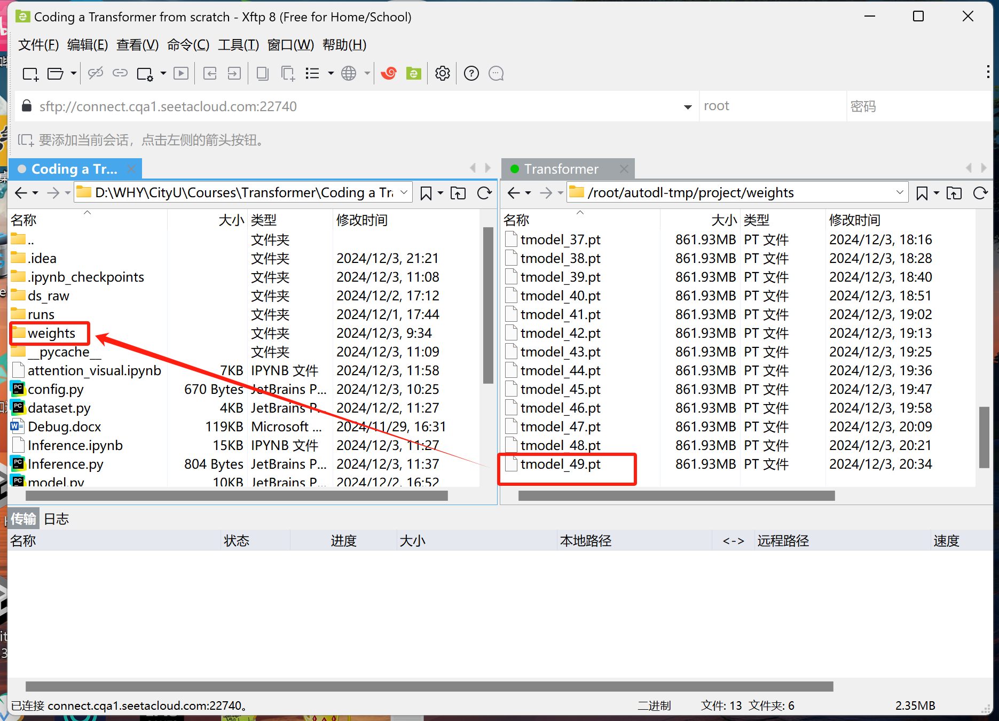 Coding a Transformer from scratch - Xftp 8 (Free for Home/School)
文件(F) 编辑(E) 查看(V) 命令(C) 工具(T) 窗口(W) 帮助(H)
sftp://connect.cqa1.seetacloud.com:22740 root 密码
要添加当前会话，点击左侧的箭头按钮。
Coding a Tr...
D:\WHY\CityU\Courses\Transformer\Coding a Tra
名称 大小 类型 修改时间
.. 文件夹
.idea 文件夹 2024/12/3, 21:21
.ipynb_checkpoints 文件夹 2024/12/3, 11:08
ds_raw 文件夹 2024/12/2, 17:12
runs 文件夹 2024/12/1, 17:44
weights 文件夹 2024/12/3, 9:34
__pycache__ 文件夹 2024/12/3, 11:09
attention_visual.ipynb 7KB IPYNB 文件 2024/12/3, 11:58
config.py 670 Bytes JetBrains P... 2024/12/3, 10:25
dataset.py 4KB JetBrains P... 2024/12/2, 11:27
Debug.docx 119KB Microsoft ... 2024/11/29, 16:31
Inference.ipynb 15KB IPYNB 文件 2024/12/3, 11:27
Inference.py 804 Bytes JetBrains P... 2024/12/3, 11:37
model.py 10KB JetBrains P... 2024/12/2, 16:52
Transformer
/root/autodl-tmp/project/weights
名称 大小 类型 修改时间
tmodel_37.pt 861.93MB PT 文件 2024/12/3, 18:16
tmodel_38.pt 861.93MB PT 文件 2024/12/3, 18:28
tmodel_39.pt 861.93MB PT 文件 2024/12/3, 18:40
tmodel_40.pt 861.93MB PT 文件 2024/12/3, 18:51
tmodel_41.pt 861.93MB PT 文件 2024/12/3, 19:02
tmodel_42.pt 861.93MB PT 文件 2024/12/3, 19:13
tmodel_43.pt 861.93MB PT 文件 2024/12/3, 19:25
tmodel_44.pt 861.93MB PT 文件 2024/12/3, 19:36
tmodel_45.pt 861.93MB PT 文件 2024/12/3, 19:47
tmodel_46.pt 861.93MB PT 文件 2024/12/3, 19:58
tmodel_47.pt 861.93MB PT 文件 2024/12/3, 20:09
tmodel_48.pt 861.93MB PT 文件 2024/12/3, 20:21
tmodel_49.pt 861.93MB PT 文件 2024/12/3, 20:34
传输 日志
名称 状态 进度 大小 本地路径 <-> 远程路径 速度
已连接 connect.cqa1.seetacloud.com:22740。 二进制 文件: 13 文件夹: 6 2.35MB